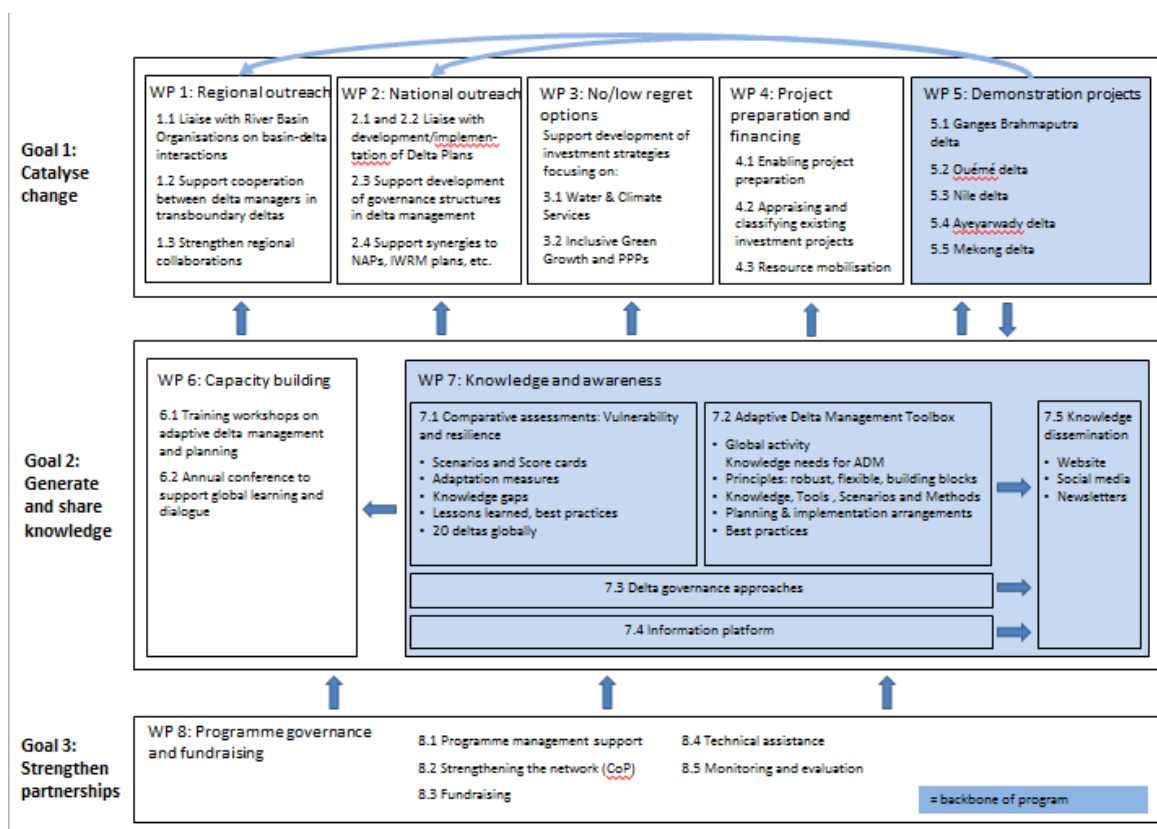 Goal 1:
Catalyse
change
WP 1: Regional outreach
1.1 Liaise with River Basin
Organisations on basin-delta
interactions
1.2 Support cooperation
between delta managers in
transboundary deltas
1.3 Strengthen regional
collaborations
WP 2: National outreach
2.1 and 2.2 Liaise with
development/implemen-
tation of Delta Plans
2.3 Support development
of governance structures
in delta management
2.4 Support synergies to
NAPs, IWRM plans, etc.
WP 3: No/low regret
options
Support development of
investment strategies
focusing on:
3.1 Water & Climate
Services
3.2 Inclusive Green
Growth and PPPs
WP 4: Project
preparation and
financing
4.1 Enabling project
preparation
4.2 Appraising and
classifying existing
investment projects
4.3 Resource mobilisation
WP 5: Demonstration projects
5.1 Ganges Brahmaputra
delta
5.2 Ouémé delta
5.3 Nile delta
5.4 Ayeyarwady delta
5.5 Mekong delta
Goal 2:
Generate
and share
knowledge
WP 6: Capacity building
6.1 Training workshops on
adaptive delta management
and planning
6.2 Annual conference to
support global learning and
dialogue
WP 7: Knowledge and awareness
7.1 Comparative assessments: Vulnerability
and resilience
▪ Scenarios and Score cards
▪ Adaptation measures
▪ Knowledge gaps
▪ Lessons learned, best practices
▪ 20 deltas globally
7.2 Adaptive Delta Management Toolbox
▪ Global activity
Knowledge needs for ADM
▪ Principles: robust, flexible, building blocks
▪ Knowledge, Tools , Scenarios and Methods
▪ Planning & implementation arrangements
▪ Best practices
7.3 Delta governance approaches
7.4 Information platform
7.5 Knowledge
dissemination
▪ Website
▪ Social media
▪ Newsletters
Goal 3:
Strengthen
partnerships
WP 8: Programme governance
and fundraising
8.1 Programme management support
8.2 Strengthening the network (CoP)
8.3 Fundraising
8.4 Technical assistance
8.5 Monitoring and evaluation
= backbone of program